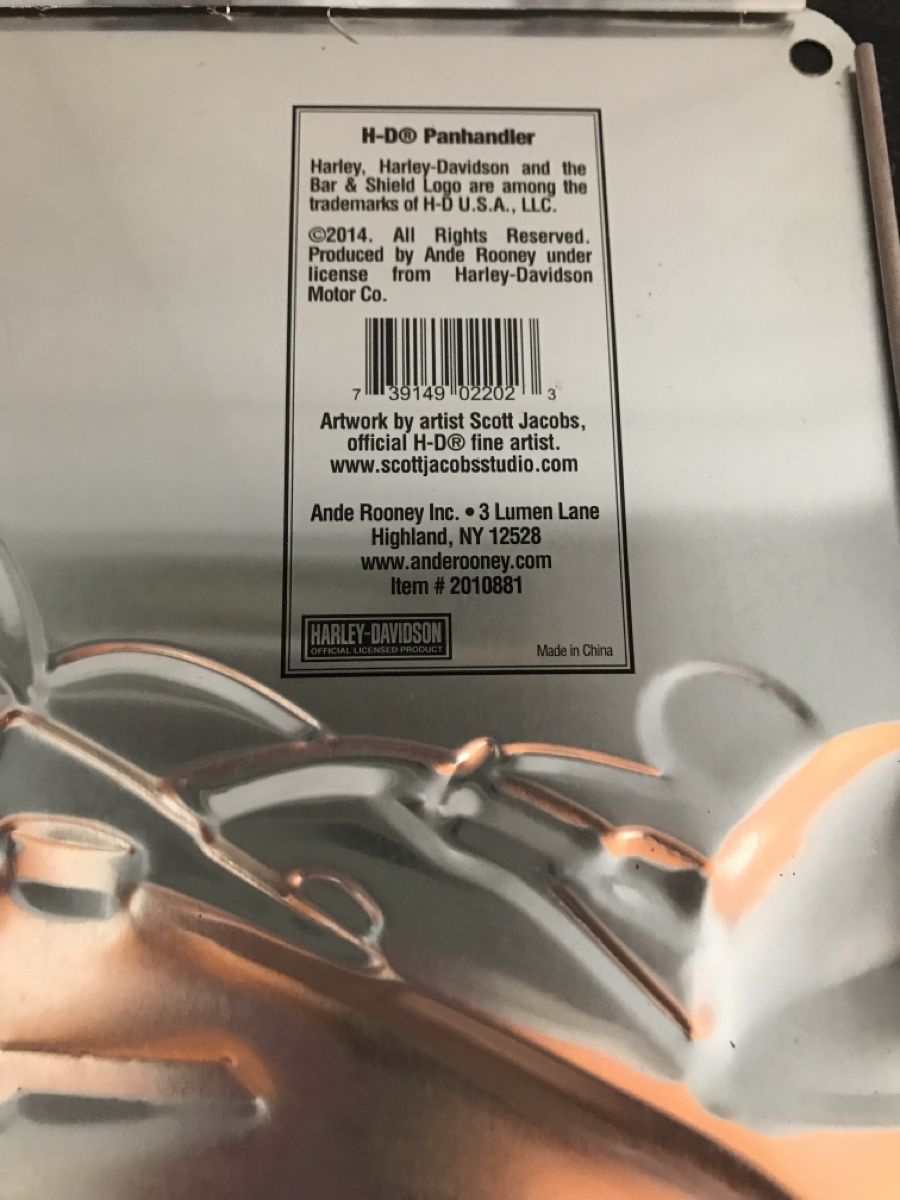 H-D® Panhandler
Harley, Harley-Davidson and the
Bar & Shield Logo are among the
trademarks of H-D U.S.A., LLC.
©2014. All Rights Reserved.
Produced by Ande Rooney under
license from Harley-Davidson
Motor Co.
7 39149 02202 3
Artwork by artist Scott Jacobs,
official H-D® fine artist.
www.scottjacobsstudio.com
Ande Rooney Inc. • 3 Lumen Lane
Highland, NY 12528
www.anderooney.com
Item # 2010881
HARLEY-DAVIDSON
OFFICIAL LICENSED PRODUCT
Made in China